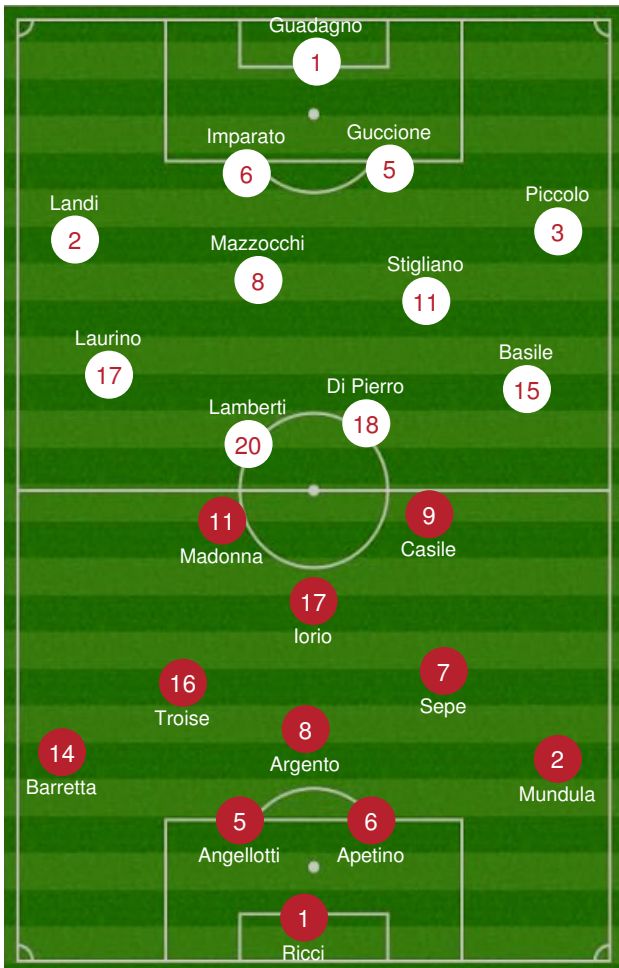 Guadagno
1
Imparato
6
Guccione
5
Landi
2
Piccolo
3
Mazzocchi
8
Stigliano
11
Laurino
17
Basile
15
Lamberti
20
Di Pierro
18
11
Madonna
9
Casile
17
Iorio
16
Troise
7
Sepe
8
Argento
14
Barretta
2
Mundula
5
Angellotti
6
Apetino
1
Ricci